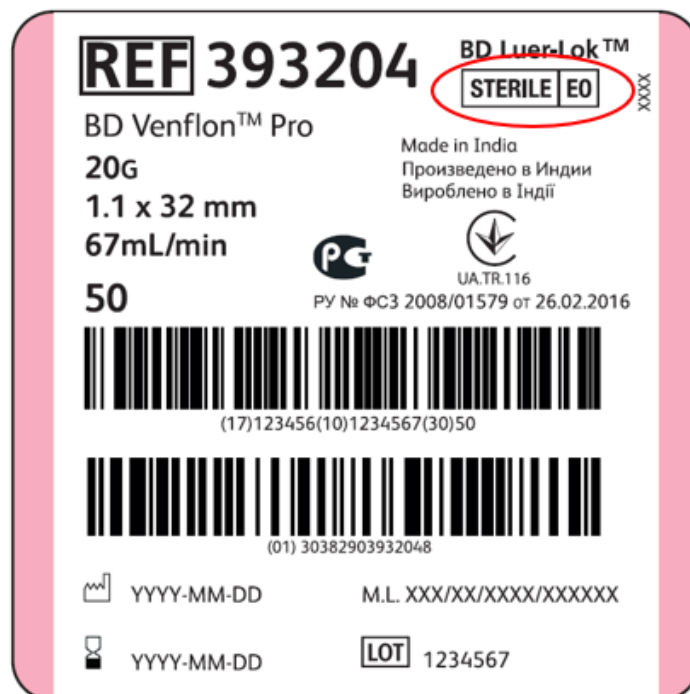 REF 393204
BD Luer-Lok™
STERILE EO
XXXX
BD Venflon™ Pro
20G
1.1 x 32 mm
67mL/min
50
Made in India
Произведено в Индии
Вироблено в Індії
РСТ
UA.TR.116
РУ № ФСЗ 2008/01579 от 26.02.2016
(17)123456(10)1234567(30)50
(01) 30382903932048
YYYY-MM-DD
M.L. XXX/XX/XXXX/XXXXXX
YYYY-MM-DD
LOT 1234567